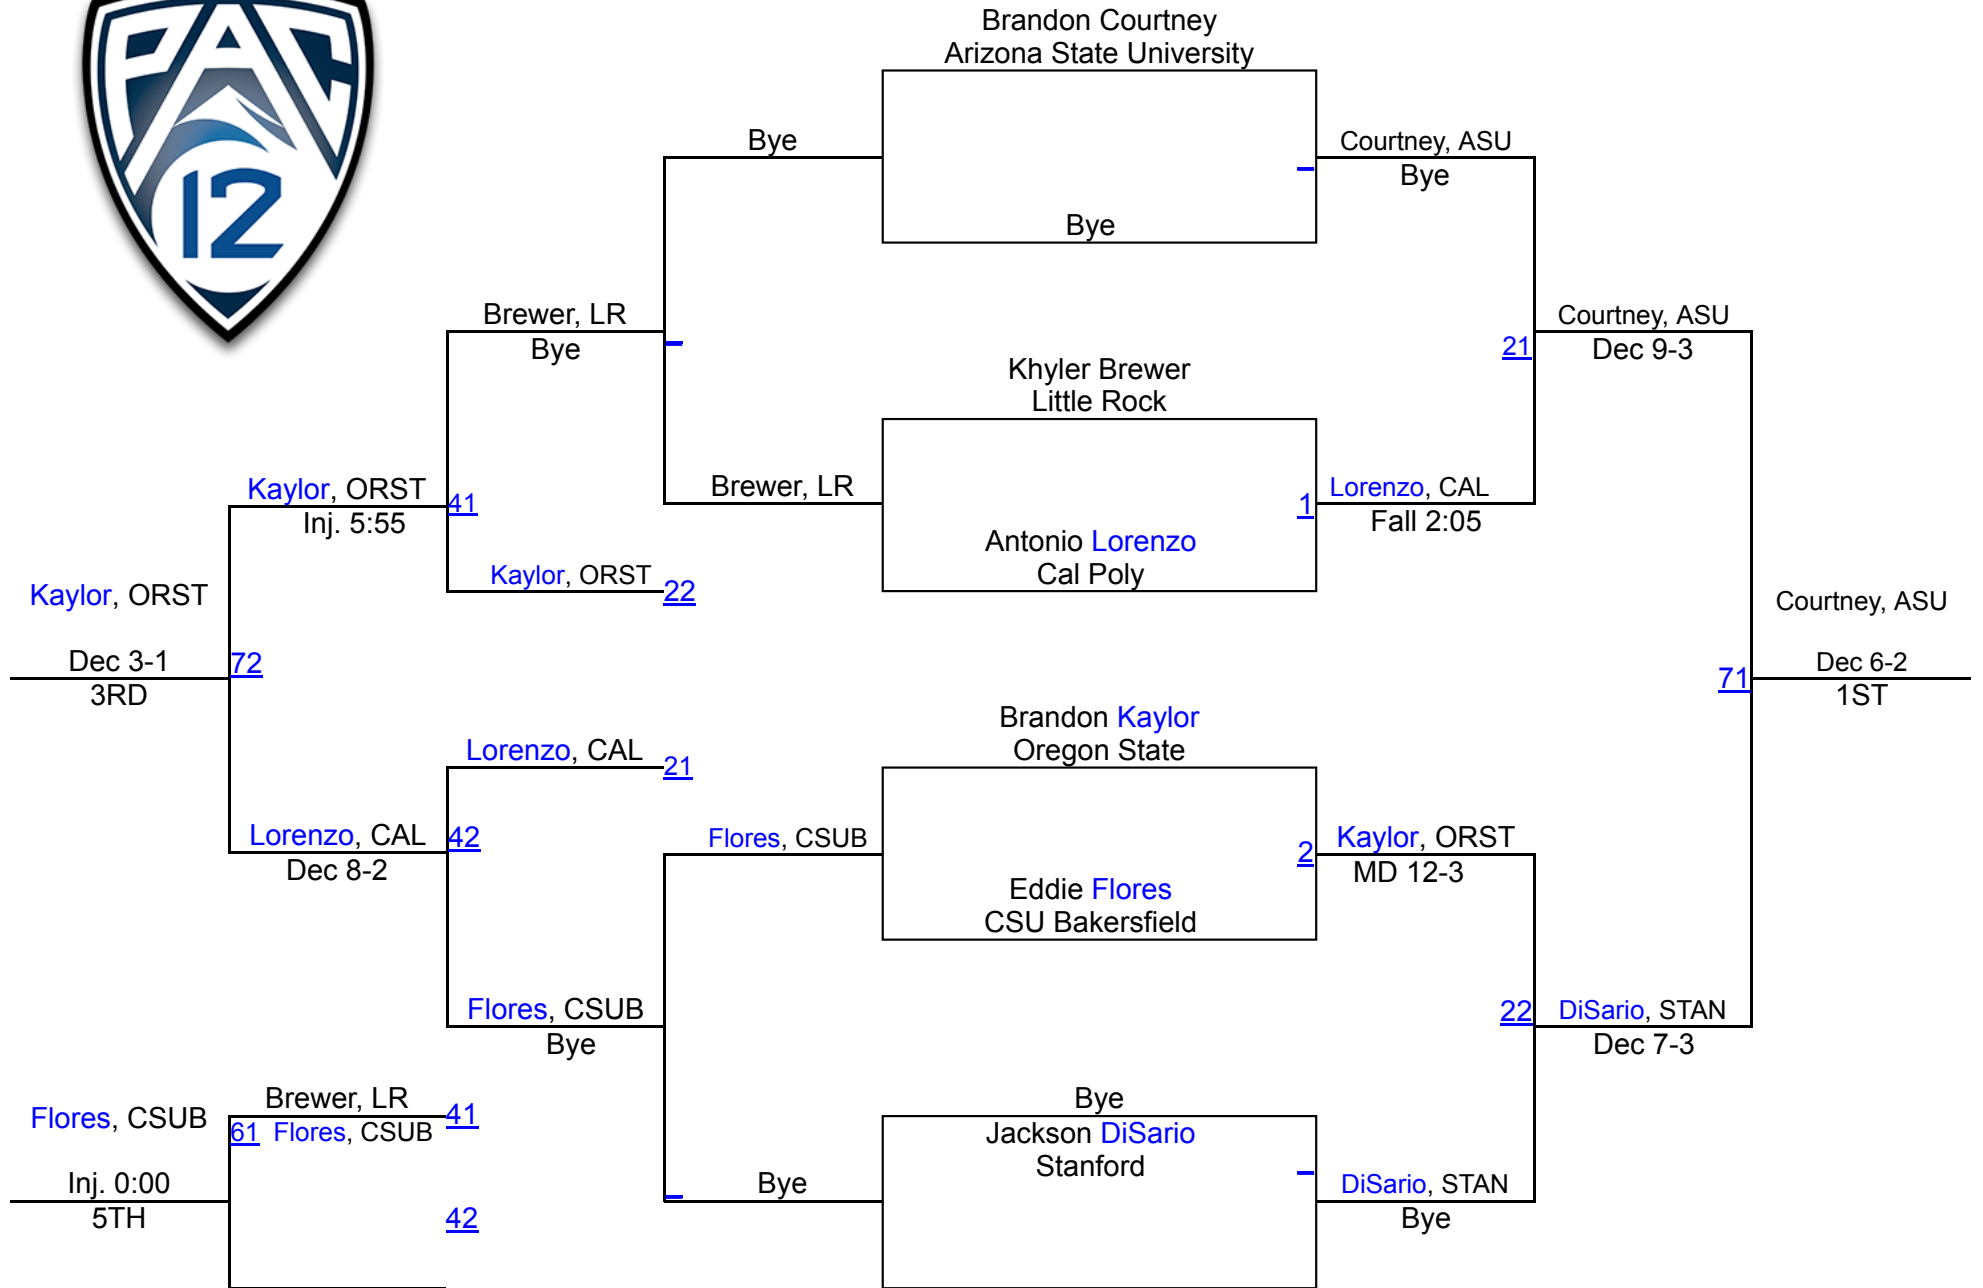 PAC
12
Brandon Courtney
Arizona State University
Bye
Courtney, ASU
Bye
Bye
Brewer, LR
Bye
Courtney, ASU
21
Dec 9-3
Khyler Brewer
Little Rock
Kaylor, ORST
41
Inj. 5:55
Brewer, LR
1
Lorenzo, CAL
Fall 2:05
Antonio Lorenzo
Cal Poly
Kaylor, ORST
22
Kaylor, ORST
Courtney, ASU
Dec 3-1
72
3RD
Dec 6-2
71
1ST
Brandon Kaylor
Oregon State
Lorenzo, CAL
21
Lorenzo, CAL
42
Dec 8-2
Flores, CSUB
2
Kaylor, ORST
MD 12-3
Eddie Flores
CSU Bakersfield
Flores, CSUB
Bye
22
DiSario, STAN
Dec 7-3
Brewer, LR
41
Flores, CSUB
61
Flores, CSUB
Bye
Jackson DiSario
Stanford
Inj. 0:00
5TH
42
Bye
DiSario, STAN
Bye